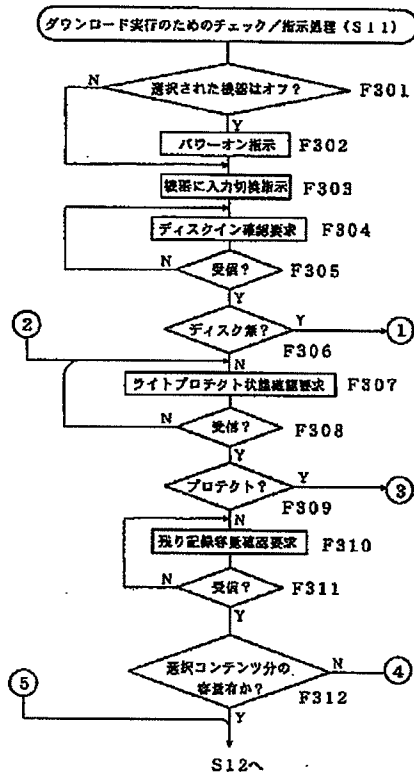 ダウンロード実行のためのチェック/指示処理(S11)
選択された機器はオフ?
F301
N
Y
パワーオン指示
F302
機器に入力切換指示
F303
ディスクイン確認要求
F304
受信?
F305
N
Y
②
ディスク無?
Y
①
F306
N
ライトプロテクト状態確認要求
F307
受信?
F308
N
Y
プロテクト?
Y
③
F309
N
残り記録容量確認要求
F310
受信?
F311
N
Y
選択コンテンツ分の
容量有か?
N
④
F312
⑤
Y
S12へ